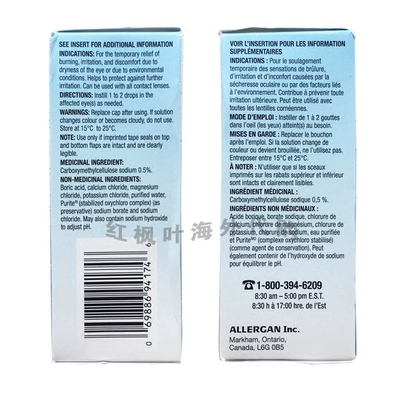 SEE INSERT FOR ADDITIONAL INFORMATION
INDICATIONS: For the temporary relief of
burning, irritation, and discomfort due to
dryness of the eye or due to environmental
conditions. Helps to protect against further
irritation. Can be used with all contact lenses.
DIRECTIONS: Instill 1 to 2 drops in the
affected eye(s) as needed.
WARNINGS: Replace cap after using. If solution
changes colour or becomes cloudy, do not use.
Store at 15°C to 25°C.
NOTE: Use only if imprinted tape seals on top
and bottom flaps are intact and are clearly
legible.
MEDICINAL INGREDIENT:
Carboxymethylcellulose sodium 0.5%.
NON-MEDICINAL INGREDIENTS:
Boric acid, calcium chloride, magnesium
chloride, potassium chloride, purified water,
Purite® (stabilized oxychloro complex) (as
preservative) sodium borate and sodium
chloride. May also contain sodium hydroxide
to adjust pH.
0 69886 94174 6
VOIR L'INSERTION POUR LES INFORMATION
SUPPLÉMENTAIRES
INDICATIONS : Pour le soulagement
temporaire des sensations de brûlure,
d'irritation et d'inconfort causées par la
sécheresse oculaire ou par des facteurs liés
à l'environnement. Contribue à prévenir toute
irritation ultérieure. Peut être utilisé avec
toutes les lentilles cornéennes.
MODE D'EMPLOI : Instiller de 1 à 2 gouttes
dans l'oeil (les yeux) atteint(s) au besoin.
MISES EN GARDE : Replacer le bouchon
après l'emploi. Si la solution change de
couleur ou devient brouillée, ne l'utilisez pas.
Entreposer entre 15°C et 25°C.
À NOTER : N'utiliser que si les sceaux
imprimés sur les rabats supérieur et inférieur
sont intacts et clairement lisibles.
INGRÉDIENT MÉDICINAL :
Carboxyméthylcellulose sodique 0,5 %.
INGRÉDIENTS NON MÉDICINAUX :
Acide borique, borate sodique, chlorure de
calcium, chlorure de magnésium, chlorure de
potassium, chlorure de sodium, eau purifiée
et Purite (complex oxychloro stabilisé)
(comme agent de conservation). Peut
également contenir de l'hydroxyde de sodium
pour équilibrer le pH.
1-800-394-6209
8:30 am – 5:00 pm E.S.T.
8:30 h à 17:00 hre. de l'Est
ALLERGAN Inc.
Markham, Ontario,
Canada, L6G 0B5
红枫叶海外